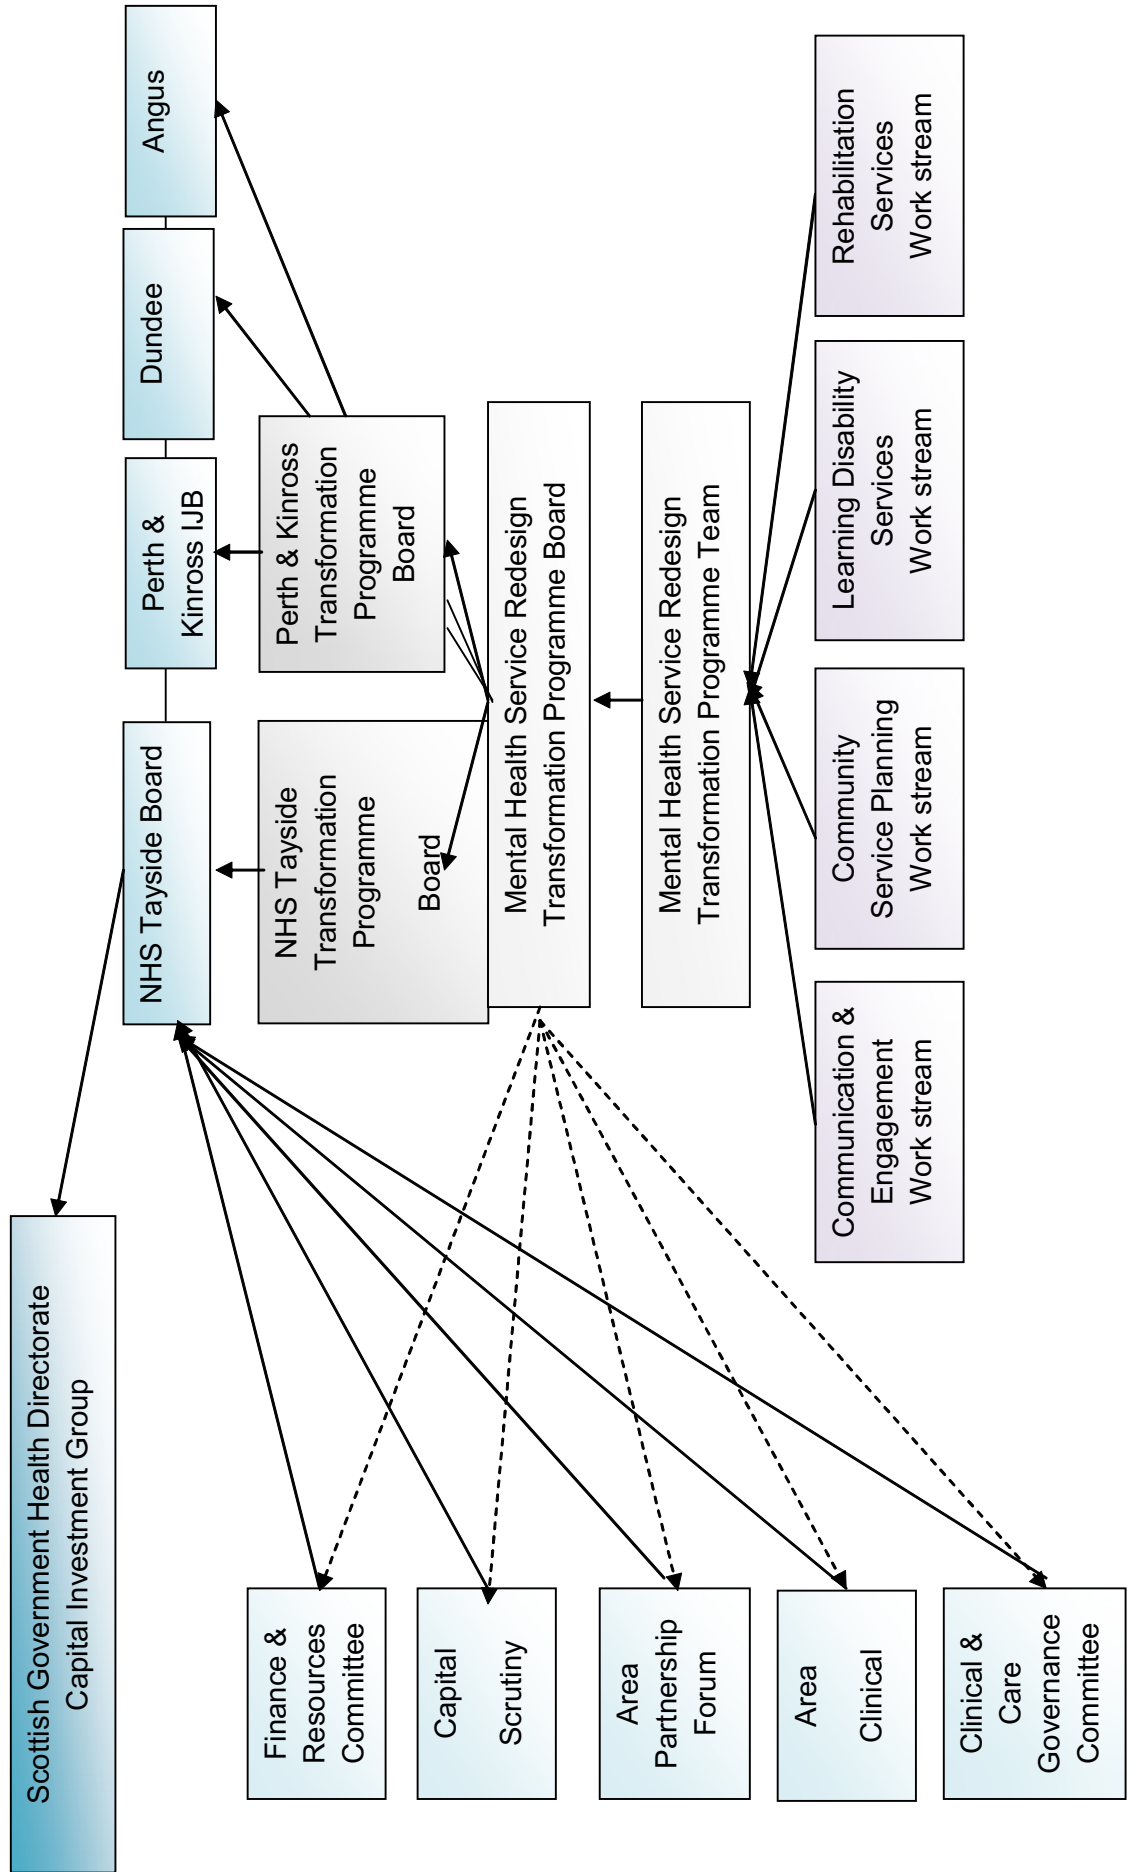 Scottish Government Health Directorate
Capital Investment Group
NHS Tayside Board
Perth &
Kinross IJB
Dundee
Angus
Finance &
Resources
Committee
NHS Tayside
Transformation
Programme
Board
Perth & Kinross
Transformation
Programme
Board
Capital
Scrutiny
Mental Health Service Redesign
Transformation Programme Board
Area
Partnership
Forum
Mental Health Service Redesign
Transformation Programme Team
Area
Clinical
Communication &
Engagement
Work stream
Community
Service Planning
Work stream
Learning Disability
Services
Work stream
Rehabilitation
Services
Work stream
Clinical &
Care
Governance
Committee